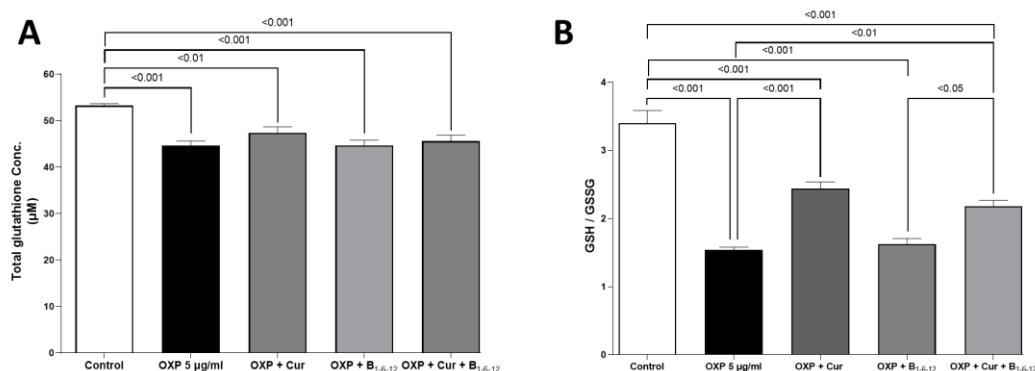 A
<0.001
<0.001
<0.01
<0.001
60
50
40
30
20
10
0
Total glutathione Conc.
(µM)
Control
OXP 5 µg/ml
OXP + Cur
OXP + B₁₋₆₋₁₂
OXP + Cur + B₁₋₆₋₁₂
B
<0.001
<0.01
<0.001
<0.001
<0.001
<0.001
<0.05
4
3
2
1
0
GSH / GSSG
Control
OXP 5 µg/ml
OXP + Cur
OXP + B₁₋₆₋₁₂
OXP + Cur + B₁₋₆₋₁₂